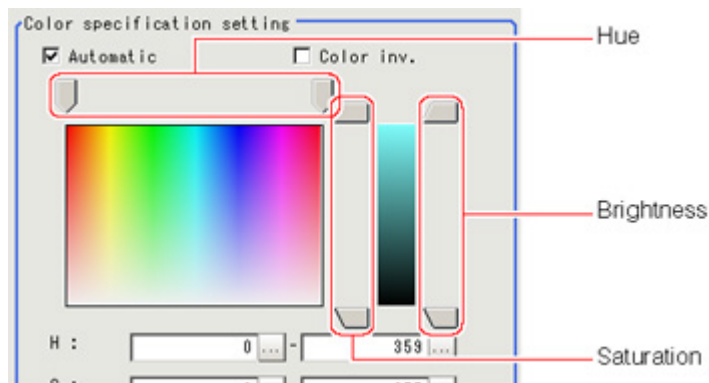 Color specification setting
Hue
Automatic
Color inv.
Brightness
H : 0 ... - 359 ...
Saturation